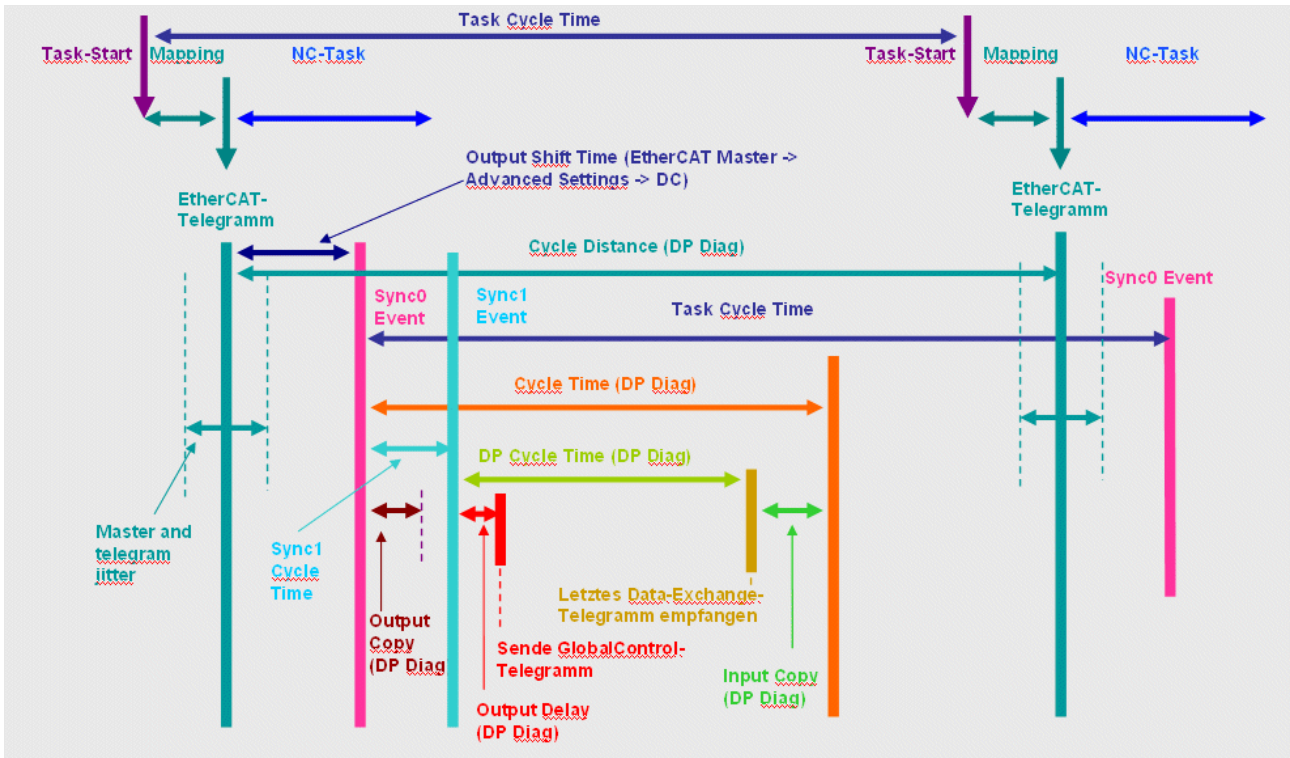 Task Cycle Time
Task-Start
Mapping
NC-Task
Task-Start
Mapping
NC-Task
Output Shift Time (EtherCAT Master ->
Advanced Settings -> DC)
EtherCAT-
Telegramm
EtherCAT-
Telegramm
Cycle Distance (DP Diag)
Sync0
Event
Sync1
Event
Sync0 Event
Task Cycle Time
Cycle Time (DP Diag)
DP Cycle Time (DP Diag)
Master and
telegram
jitter
Sync1
Cycle
Time
Output
Copy
(DP Diag
Letztes Data-Exchange-
Telegramm empfangen
Sende GlobalControl-
Telegramm
Input Copy
(DP Diag)
Output Delay
(DP Diag)